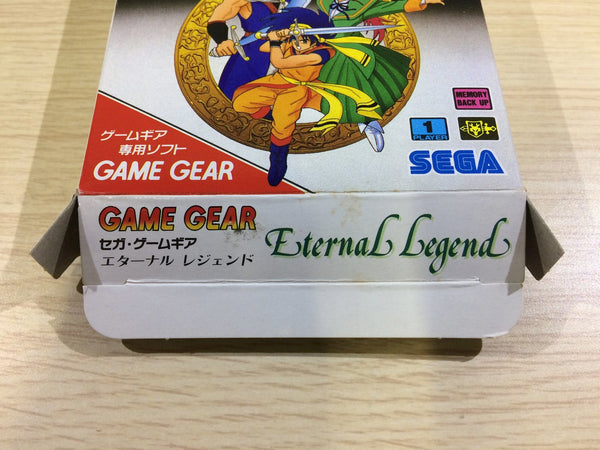 MEMORY
BACK UP
1
PLAYER
SEGA
ゲームギア
専用ソフト
GAME GEAR
GAME GEAR
セガ・ゲームギア
エターナル レジェンド
Eternal Legend